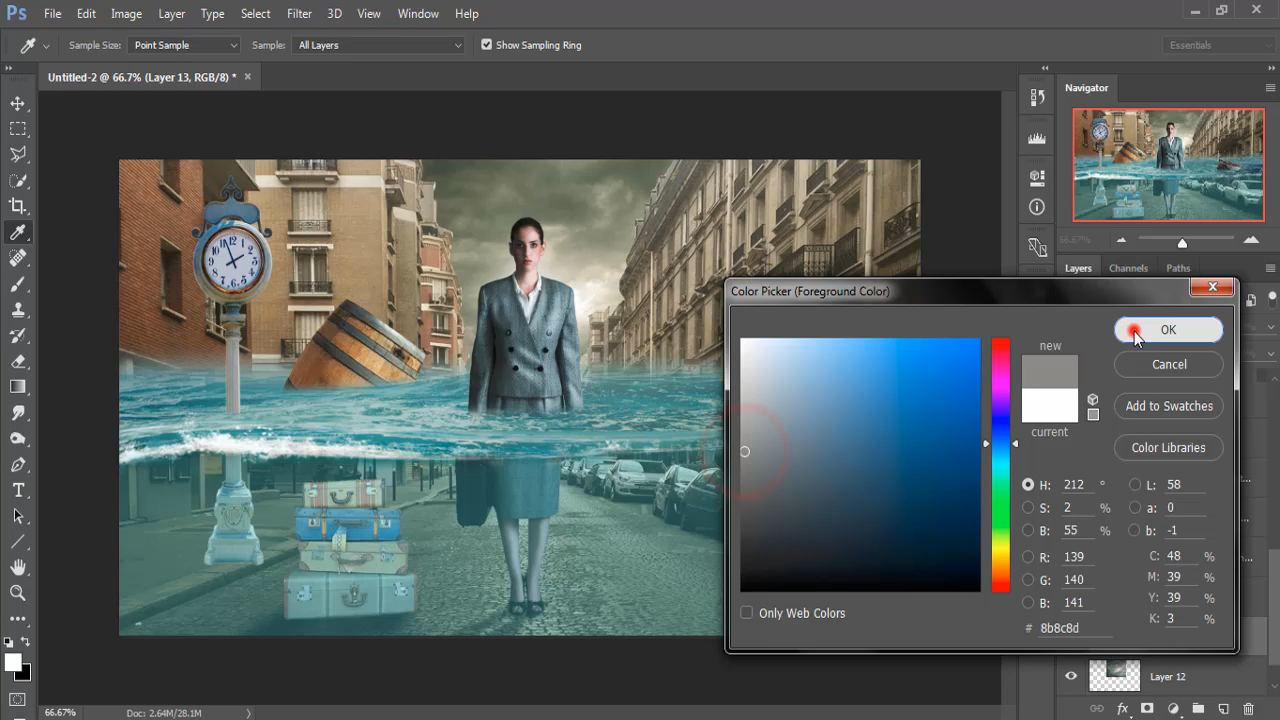 Ps File Edit Image Layer Type Select Filter 3D View Window Help
Sample Size: Point Sample Sample: All Layers Show Sampling Ring Essentials
Untitled-2 @ 66.7% (Layer 13, RGB/8) * ×
Navigator
66.67%
Layers Channels Paths
Color Picker (Foreground Color)
new
current
OK
Cancel
Add to Swatches
Color Libraries
H: 212 °
S: 2 %
B: 55 %
R: 139
G: 140
B: 141
# 8b8c8d
L: 58
a: 0
b: -1
C: 48 %
M: 39 %
Y: 39 %
K: 3 %
Only Web Colors
Layer 12
66.67% Doc: 2.64M/28.1M